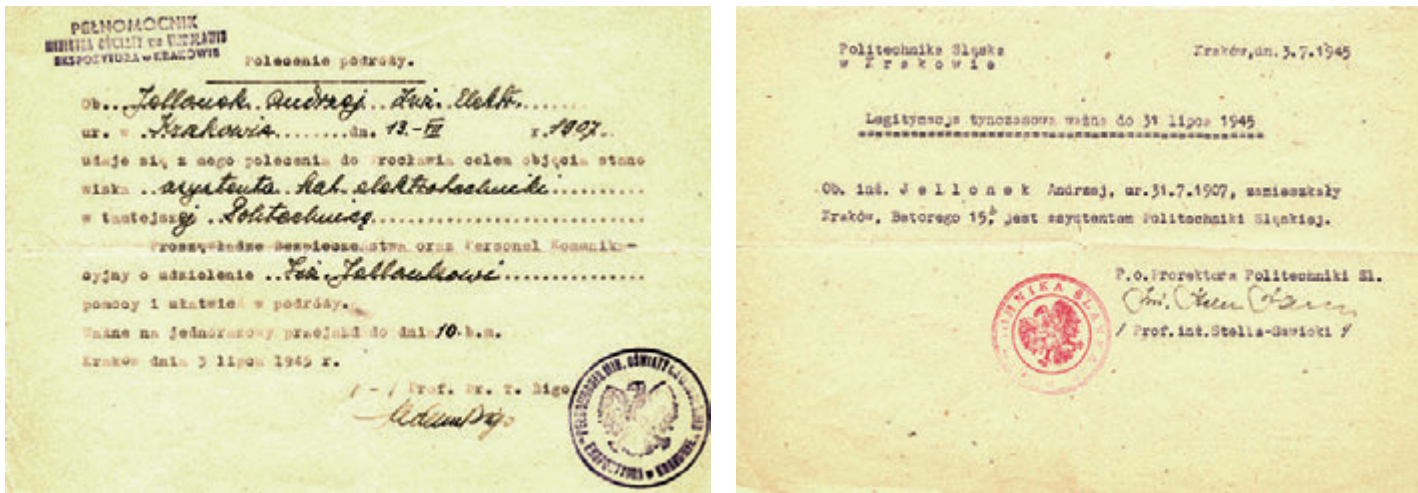 PEŁNOMOCNIK
MINISTRA OŚWIATY na WROCŁAW
EKSPOZYTURA w KRAKOWIE
Polecenie podróży.
Ob... Jellonek Andrzej inż. Elektr.
ur. w Krakowie dn. 13.-VII r. 1907.
udaje się z mego polecenia do Wrocławia celem objęcia stano
wiska asystenta kat. elektrotechniki
w tamtejszej Politechnice
Proszę Władze Bezpieczeństwa oraz Personel Komunika-
cyjny o udzielenie Inż. Jellonkowi
pomocy i ułatwień w podróży.
Ważne na jednorazowy przejazd do dnia 10.b.m.
Kraków dnia 3 lipca 1945 r.
/-/ Prof. Dr. T. Bigo
EKSPOZYTURA w KRAKOWIE
Politechnika Śląska
w Krakowie
Kraków,dn. 3.7.1945
Legitymacja tymczasowa ważna do 31 lipca 1945
Ob. inż. J e l l o n e k Andrzej, ur.31.7.1907, zamieszkały
Kraków, Batorego 15, jest asystentem Politechniki Śląskiej.
P.o.Prorektora Politechniki Śl.
/ Prof.inż.Stella-Sawicki /